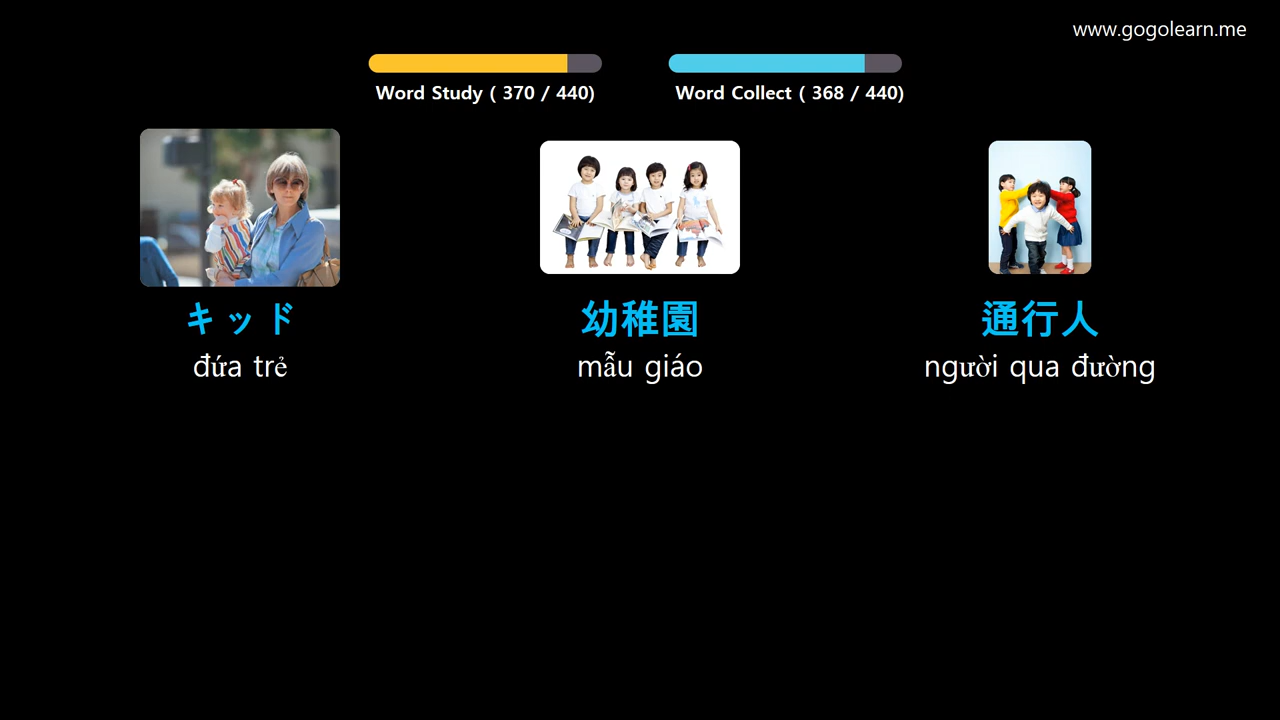 www.gogolearn.me
Word Study ( 370 / 440)
Word Collect ( 368 / 440)
キッド
幼稚園
通行人
đứa trẻ
mẫu giáo
người qua đường